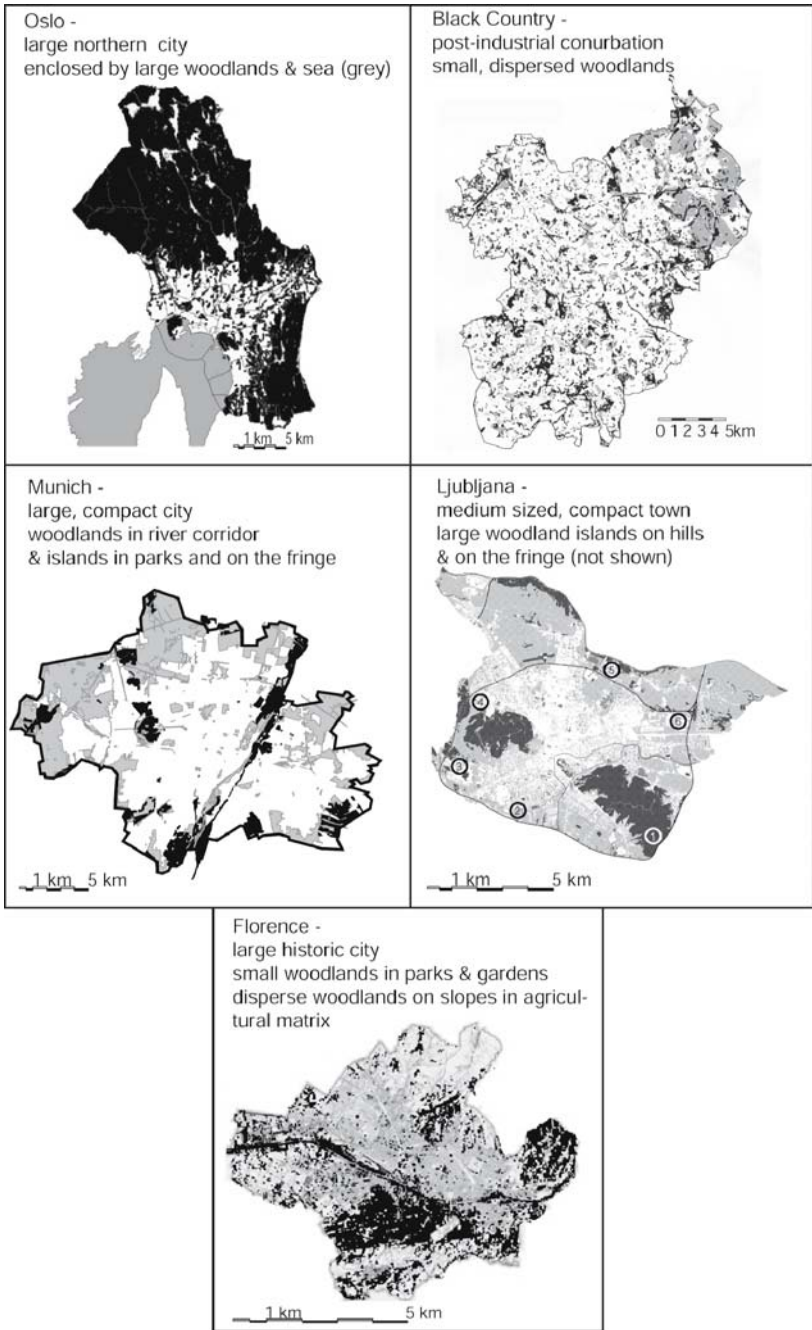 Oslo -
large northern city
enclosed by large woodlands & sea (grey)
1 km 5 km
Black Country -
post-industrial conurbation
small, dispersed woodlands
0 1 2 3 4 5km
Munich -
large, compact city
woodlands in river corridor
& islands in parks and on the fringe
1 km 5 km
Ljubljana -
medium sized, compact town
large woodland islands on hills
& on the fringe (not shown)
5
4
6
3
2
1
1 km 5 km
Florence -
large historic city
small woodlands in parks & gardens
disperse woodlands on slopes in agricul-
tural matrix
1 km 5 km